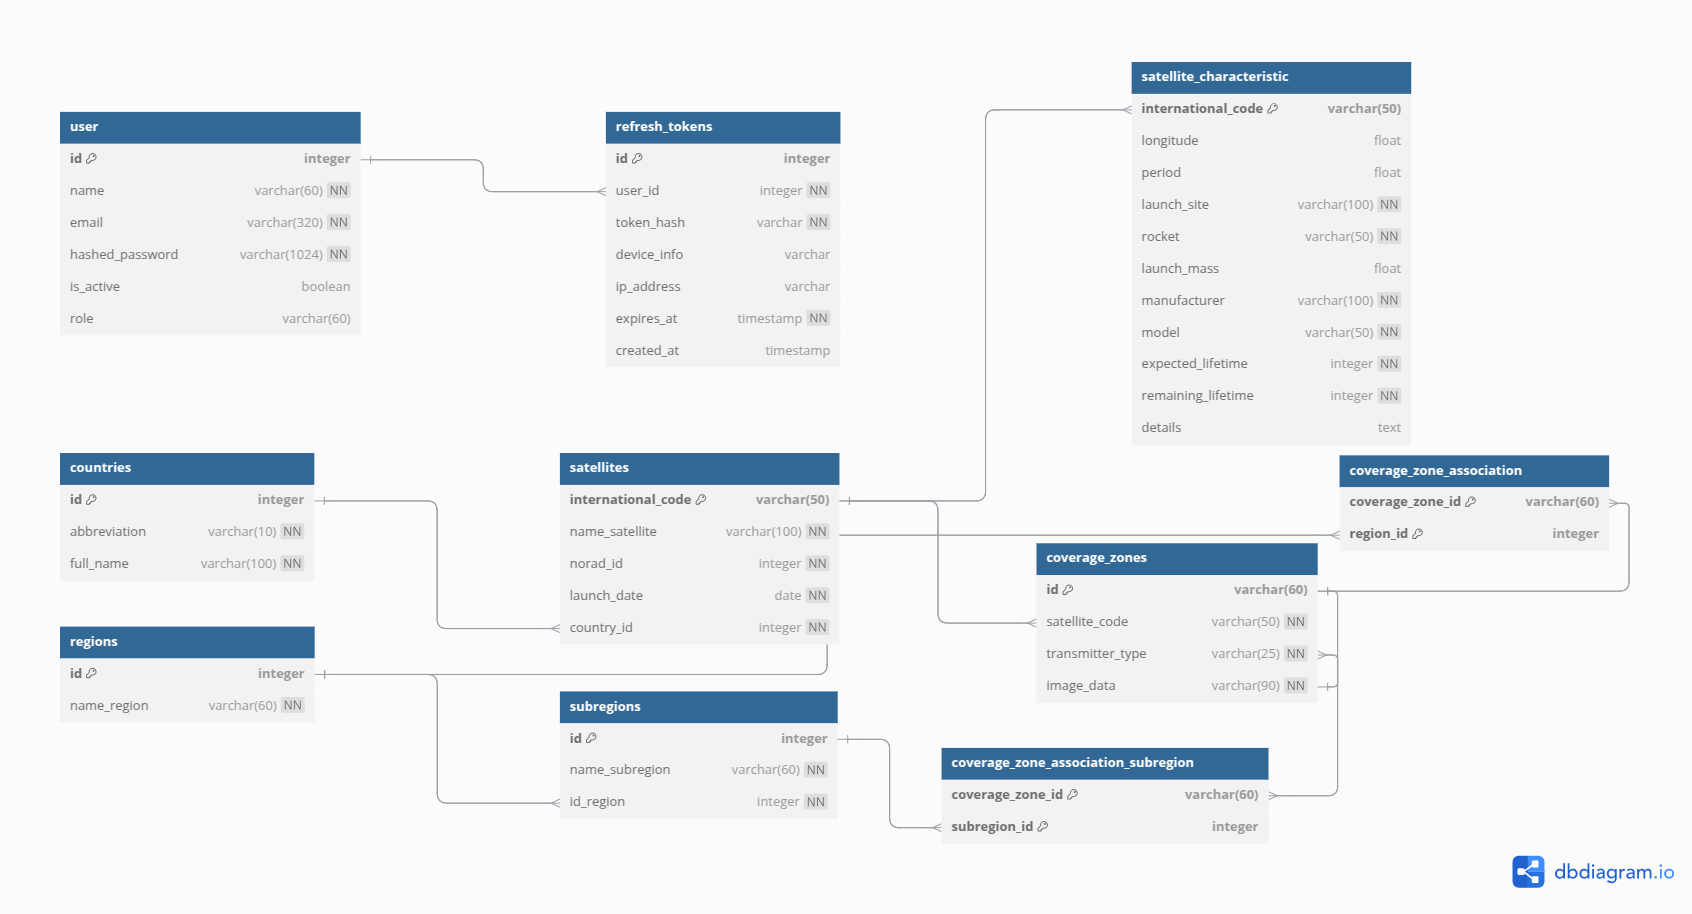 user
id integer
name varchar(60) NN
email varchar(320) NN
hashed_password varchar(1024) NN
is_active boolean
role varchar(60)
refresh_tokens
id integer
user_id integer NN
token_hash varchar NN
device_info varchar
ip_address varchar
expires_at timestamp NN
created_at timestamp
satellite_characteristic
international_code varchar(50)
longitude float
period float
launch_site varchar(100) NN
rocket varchar(50) NN
launch_mass float
manufacturer varchar(100) NN
model varchar(50) NN
expected_lifetime integer NN
remaining_lifetime integer NN
details text
countries
id integer
abbreviation varchar(10) NN
full_name varchar(100) NN
satellites
international_code varchar(50)
name_satellite varchar(100) NN
norad_id integer NN
launch_date date NN
country_id integer NN
coverage_zone_association
coverage_zone_id varchar(60)
region_id integer
coverage_zones
id varchar(60)
satellite_code varchar(50) NN
transmitter_type varchar(25) NN
image_data varchar(90) NN
regions
id integer
name_region varchar(60) NN
subregions
id integer
name_subregion varchar(60) NN
id_region integer NN
coverage_zone_association_subregion
coverage_zone_id varchar(60)
subregion_id integer
dbdiagram.io